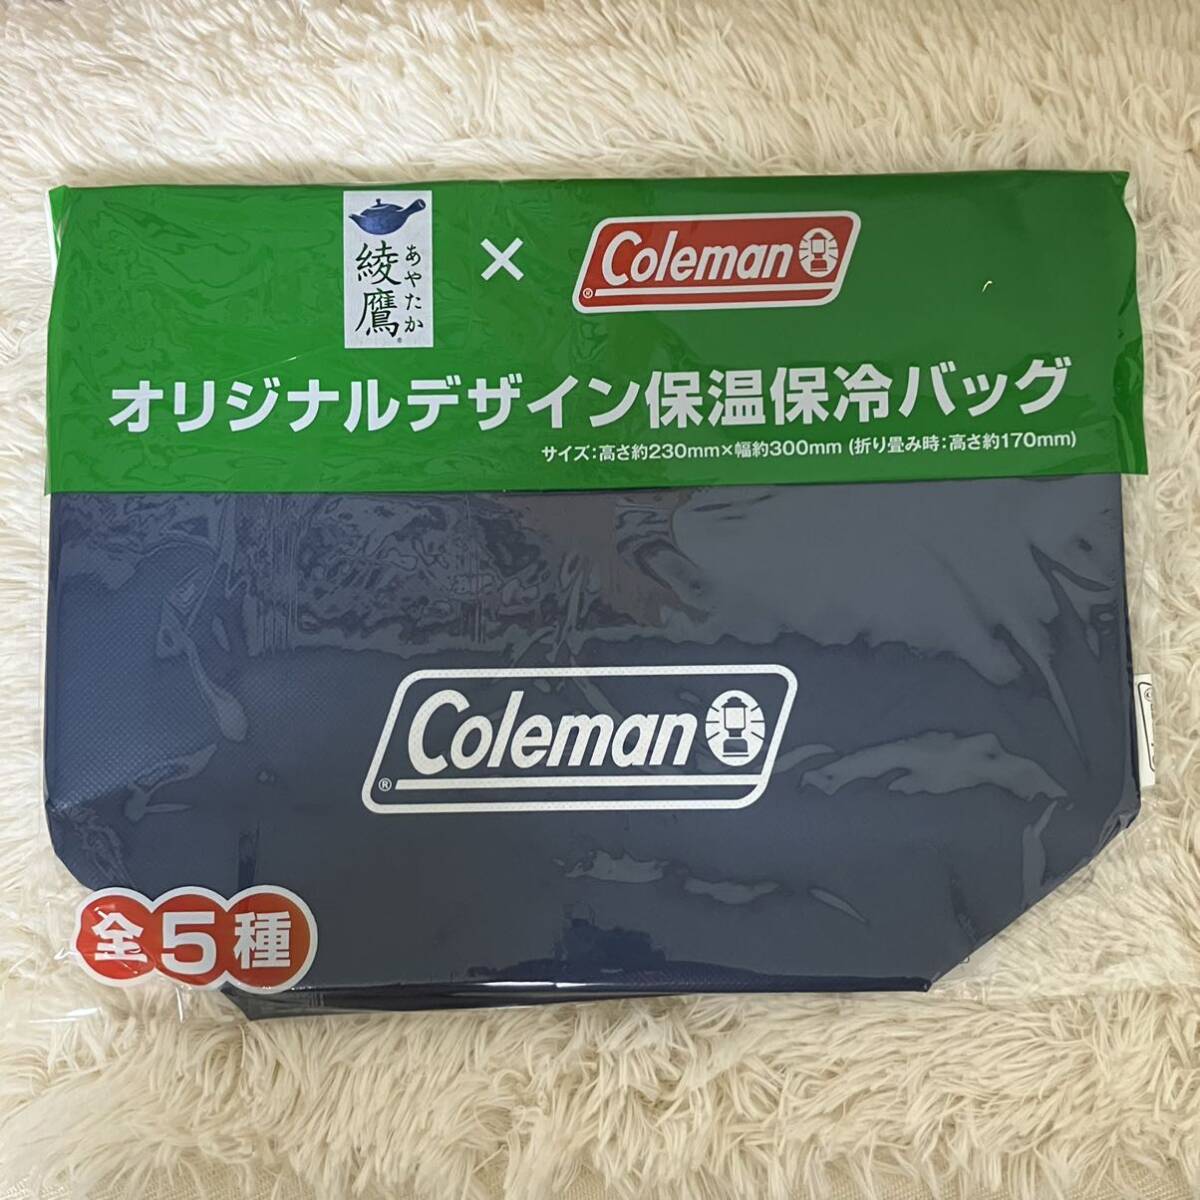 綾鷹
あやたか
×
Coleman
®
オリジナルデザイン保温保冷バッグ
サイズ:高さ約230mm×幅約300mm (折り畳み時:高さ約170mm)
Coleman
®
全5種